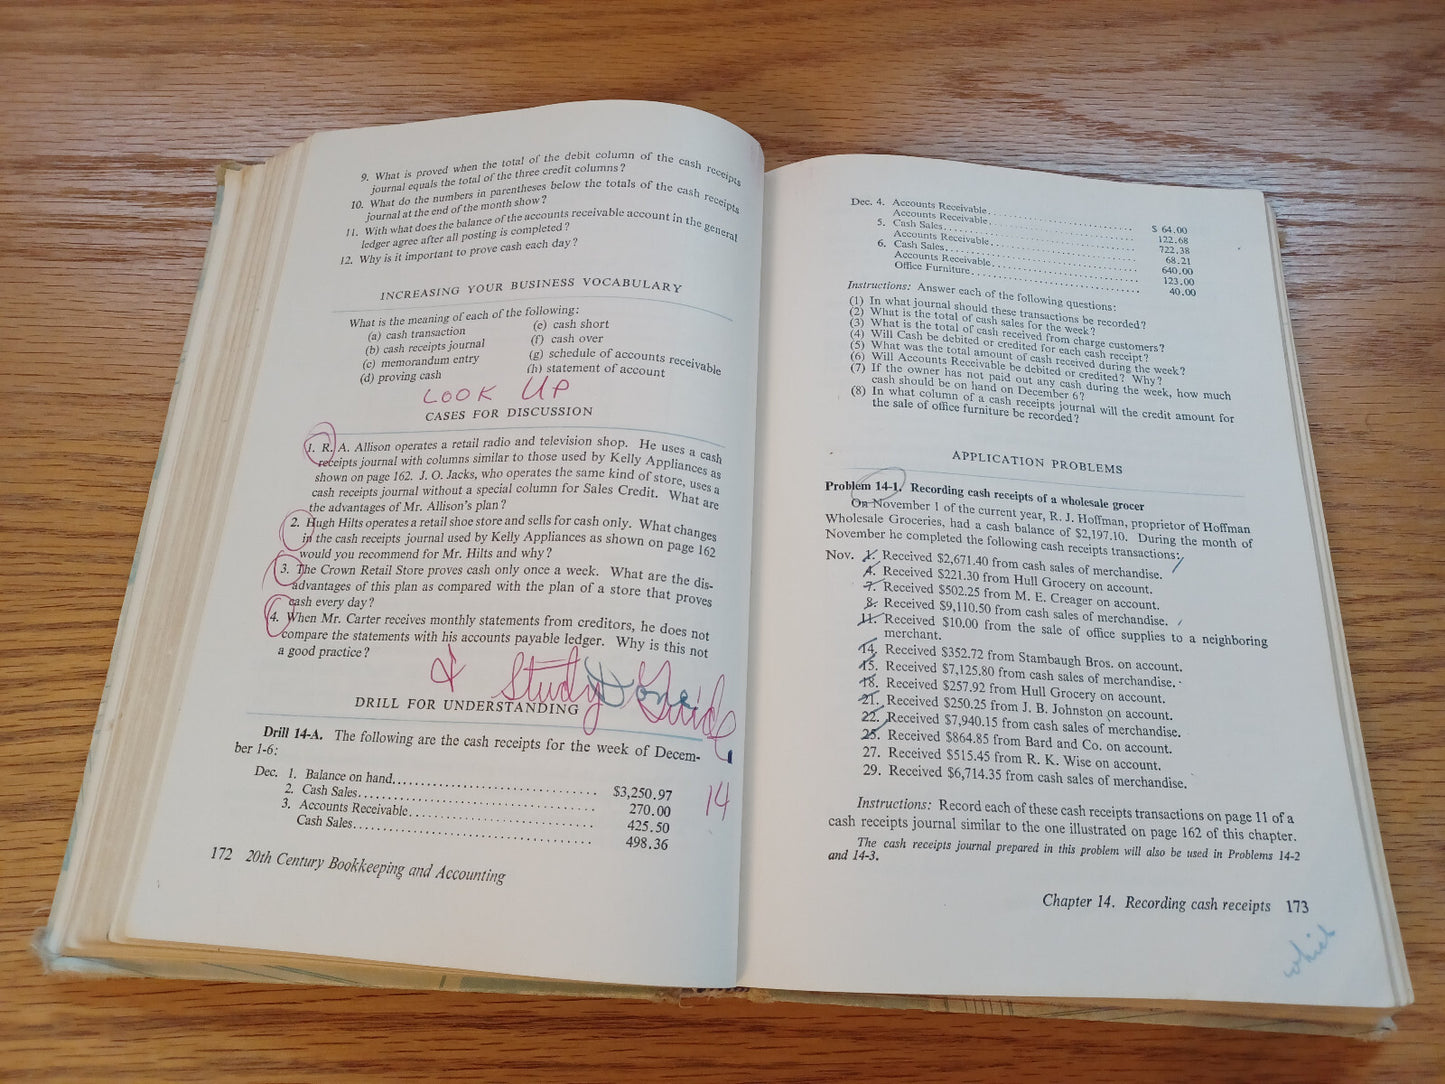 9. What is proved when the total of the debit column of the cash receipts
journal equals the total of the three credit columns?
10. What do the numbers in parentheses below the totals of the cash receipts
journal at the end of the month show?
11. With what does the balance of the accounts receivable account in the general
ledger agree after all posting is completed?
12. Why is it important to prove cash each day?
INCREASING YOUR BUSINESS VOCABULARY
What is the meaning of each of the following:
(a) cash transaction
(b) cash receipts journal
(c) memorandum entry
(d) proving cash
(e) cash short
(f) cash over
(g) schedule of accounts receivable
(h) statement of account
LOOK UP
CASES FOR DISCUSSION
1. R. A. Allison operates a retail radio and television shop. He uses a cash
receipts journal with columns similar to those used by Kelly Appliances as
shown on page 162. J. O. Jacks, who operates the same kind of store, uses a
cash receipts journal without a special column for Sales Credit. What are
the advantages of Mr. Allison's plan?
2. Hugh Hilts operates a retail shoe store and sells for cash only. What changes
in the cash receipts journal used by Kelly Appliances as shown on page 162
would you recommend for Mr. Hilts and why?
3. The Crown Retail Store proves cash only once a week. What are the dis-
advantages of this plan as compared with the plan of a store that proves
cash every day?
4. When Mr. Carter receives monthly statements from creditors, he does not
compare the statements with his accounts payable ledger. Why is this not
a good practice?
& Study Guide
Done
14
DRILL FOR UNDERSTANDING
Drill 14-A. The following are the cash receipts for the week of Decem-
ber 1-6:
Dec. 1. Balance on hand........ $3,250.97
2. Cash Sales........ 270.00
3. Accounts Receivable........ 425.50
Cash Sales........ 498.36
172 20th Century Bookkeeping and Accounting
Dec. 4. Accounts Receivable........ $ 64.00
Accounts Receivable........ 122.68
5. Cash Sales........ 722.38
Accounts Receivable........ 68.21
6. Cash Sales........ 640.00
Accounts Receivable........ 123.00
Office Furniture........ 40.00
Instructions: Answer each of the following questions:
(1) In what journal should these transactions be recorded?
(2) What is the total of cash sales for the week?
(3) What is the total of cash received from charge customers?
(4) Will Cash be debited or credited for each cash receipt?
(5) What was the total amount of cash received during the week?
(6) Will Accounts Receivable be debited or credited? Why?
(7) If the owner has not paid out any cash during the week, how much
cash should be on hand on December 6?
(8) In what column of a cash receipts journal will the credit amount for
the sale of office furniture be recorded?
APPLICATION PROBLEMS
Problem 14-1. Recording cash receipts of a wholesale grocer
On November 1 of the current year, R. J. Hoffman, proprietor of Hoffman
Wholesale Groceries, had a cash balance of $2,197.10. During the month of
November he completed the following cash receipts transactions:
Nov. 1. Received $2,671.40 from cash sales of merchandise.
4. Received $221.30 from Hull Grocery on account.
7. Received $502.25 from M. E. Creager on account.
8. Received $9,110.50 from cash sales of merchandise.
11. Received $10.00 from the sale of office supplies to a neighboring
merchant.
14. Received $352.72 from Stambaugh Bros. on account.
15. Received $7,125.80 from cash sales of merchandise.
18. Received $257.92 from Hull Grocery on account.
21. Received $250.25 from J. B. Johnston on account.
22. Received $7,940.15 from cash sales of merchandise.
25. Received $864.85 from Bard and Co. on account.
27. Received $515.45 from R. K. Wise on account.
29. Received $6,714.35 from cash sales of merchandise.
Instructions: Record each of these cash receipts transactions on page 11 of a
cash receipts journal similar to the one illustrated on page 162 of this chapter.
The cash receipts journal prepared in this problem will also be used in Problems 14-2
and 14-3.
Chapter 14. Recording cash receipts 173
which